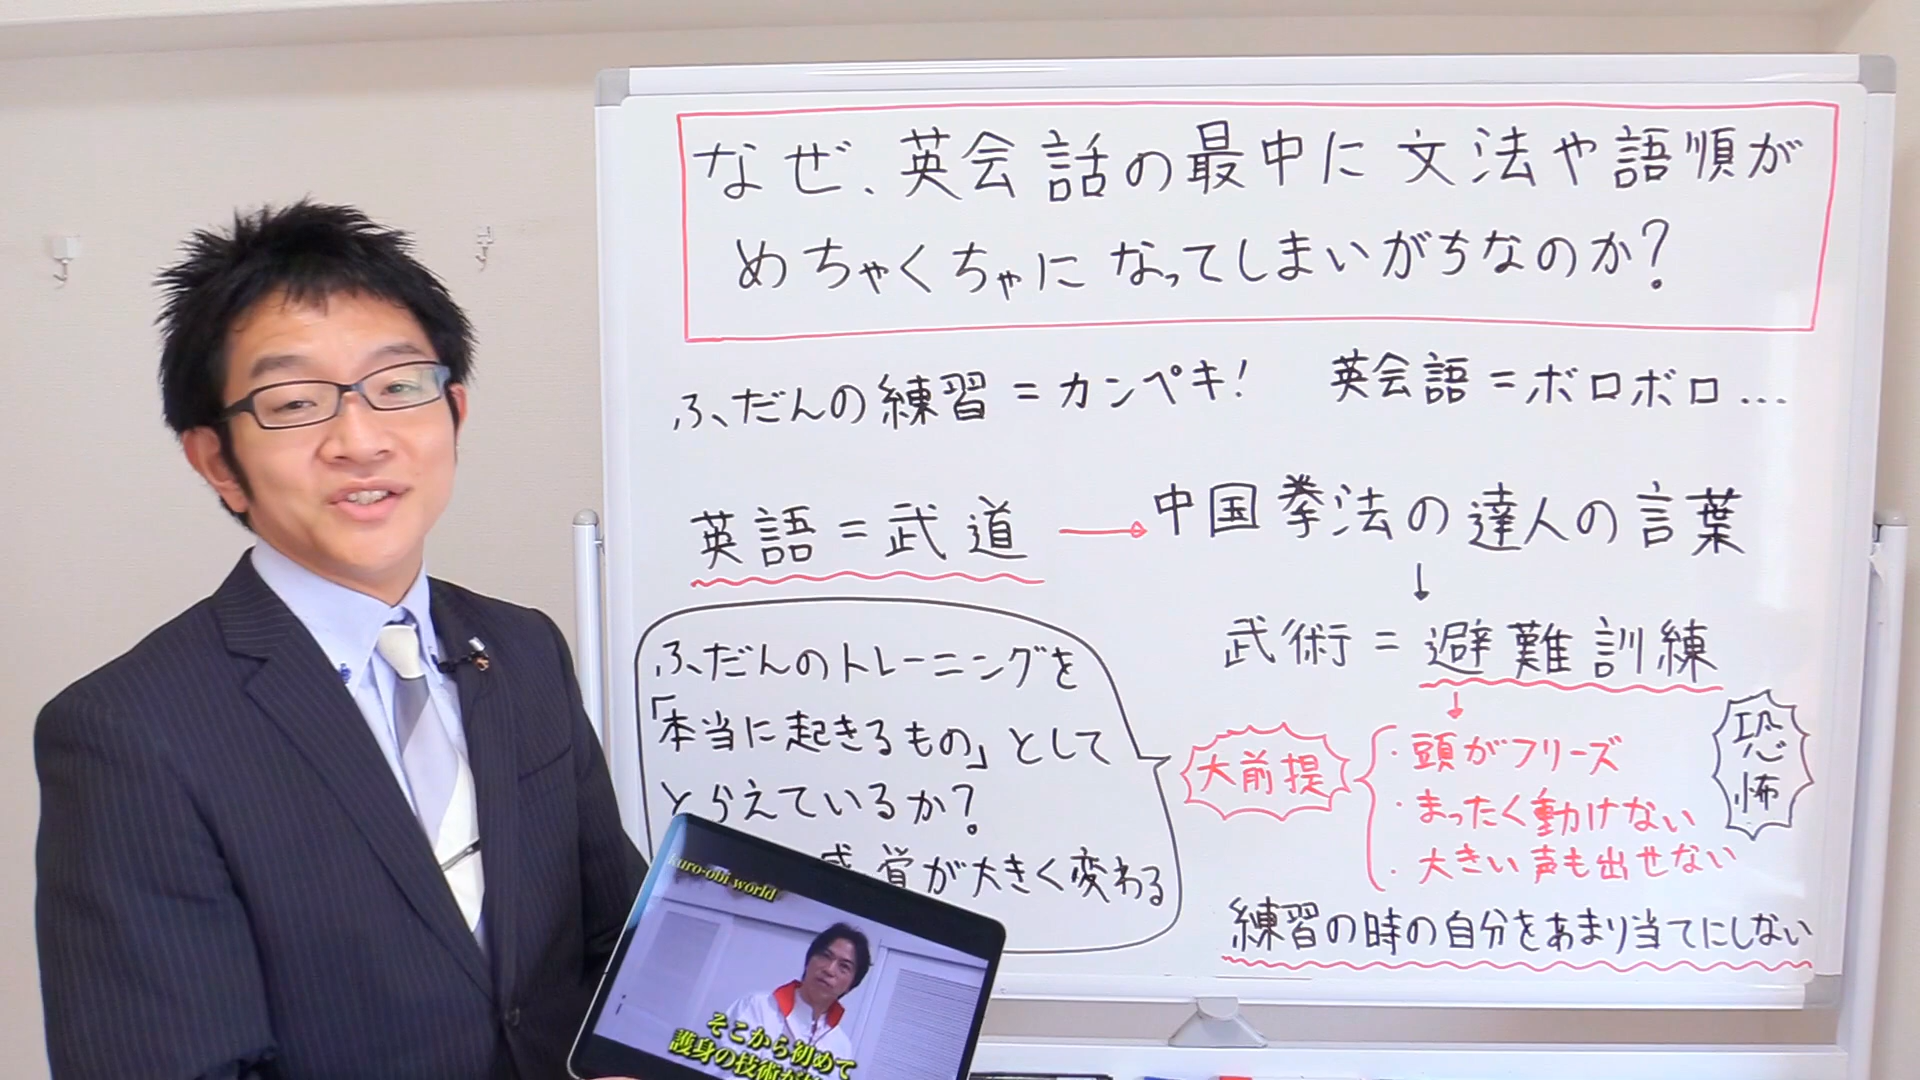 なぜ、英会話の最中に文法や語順が
めちゃくちゃになってしまいがちなのか?
ふだんの練習=カンペキ! 英会話=ボロボロ...
英語=武道→中国拳法の達人の言葉
↓
武術=避難訓練
↓
大前提
・頭がフリーズ
・まったく動けない
・大きい声も出せない
恐怖
練習の時の自分をあまり当てにしない
ふだんのトレーニングを
「本当に起きるもの」として
とらえているか?
感覚が大きく変わる
kuro-obi world
そこから初めて
護身の技術が